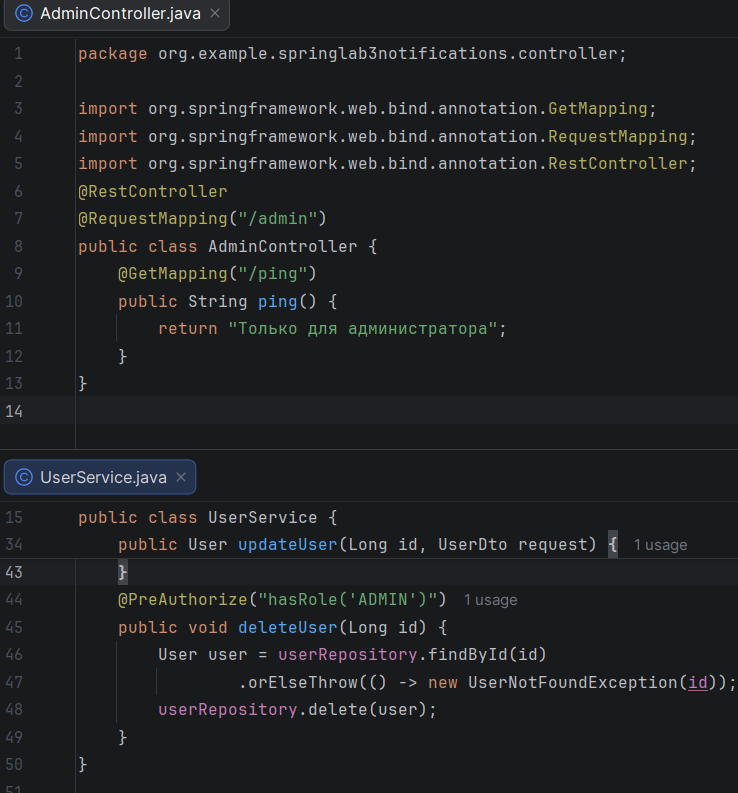 AdminController.java
1 package org.example.springlab3notifications.controller;
2
3 import org.springframework.web.bind.annotation.GetMapping;
4 import org.springframework.web.bind.annotation.RequestMapping;
5 import org.springframework.web.bind.annotation.RestController;
6 @RestController
7 @RequestMapping("/admin")
8 public class AdminController {
9 @GetMapping("/ping")
10 public String ping() {
11 return "Только для администратора";
12 }
13 }
14
UserService.java
15 public class UserService {
34 public User updateUser(Long id, UserDto request) { 1 usage
43 }
44 @PreAuthorize("hasRole('ADMIN')") 1 usage
45 public void deleteUser(Long id) {
46 User user = userRepository.findById(id)
47 .orElseThrow(() -> new UserNotFoundException(id));
48 userRepository.delete(user);
49 }
50 }
51